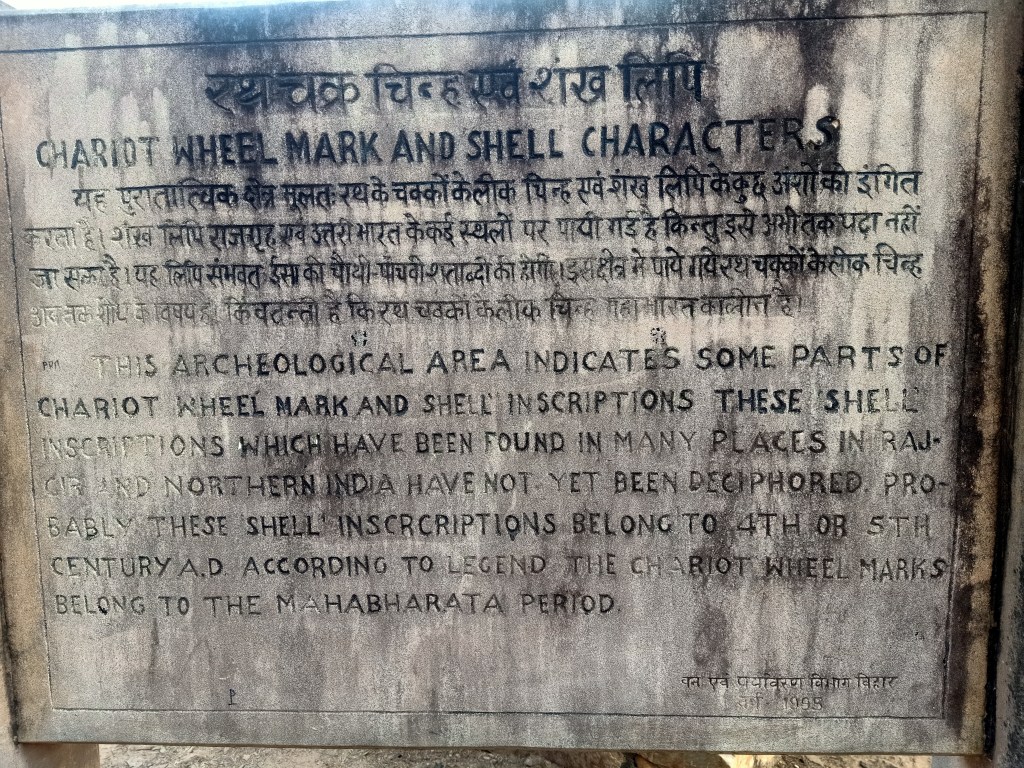 रथ चक्र चिन्ह एवं शंख लिपि
CHARIOT WHEEL MARK AND SHELL CHARACTERS
यह पुरातात्विक क्षेत्र मूलतः रथ के चक्कों के लीक चिन्ह एवं शंख लिपि के कुछ अंशों को इंगित
करता है। शंख लिपि राजगृह एवं उत्तरी भारत के कई स्थलों पर पायी गई है किन्तु इसे अभी तक पढ़ा नहीं
जा सका है। यह लिपि संभवतः ईसा की चौथी-पांचवी शताब्दी की होगी। इस क्षेत्र में पाये गये रथ चक्कों के लीक चिन्ह
है। किंवदन्ती है कि रथ चक्कों के लीक चिन्ह महाभारत कालीन है।
THIS ARCHEOLOGICAL AREA INDICATES SOME PARTS OF
CHARIOT WHEEL MARK AND SHELL' INSCRIPTIONS THESE 'SHELL'
INSCRIPTIONS WHICH HAVE BEEN FOUND IN MANY PLACES IN RAJ-
GIR AND NORTHERN INDIA HAVE NOT YET BEEN DECIPHORED. PRO-
BABLY THESE 'SHELL' INSCRCRIPTIONS BELONG TO 4TH OR 5TH
CENTURY A.D. ACCORDING TO LEGEND THE CHARIOT WHEEL MARKS
BELONG TO THE MAHABHARATA PERIOD.
वन एवं पर्यावरण विभाग बिहार